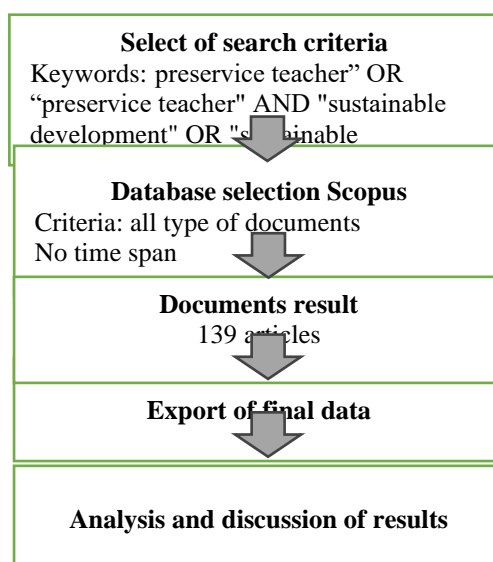 Select of search criteria
Keywords: preservice teacher” OR
“preservice teacher" AND "sustainable
development" OR "sustainable
Database selection Scopus
Criteria: all type of documents
No time span
Documents result
139 articles
Export of final data
Analysis and discussion of results